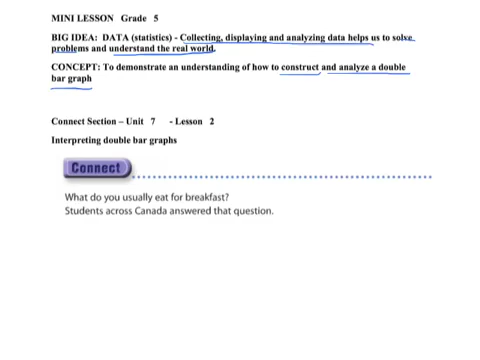 MINI LESSON Grade 5
BIG IDEA: DATA (statistics) - Collecting, displaying and analyzing data helps us to solve
problems and understand the real world.
CONCEPT: To demonstrate an understanding of how to construct and analyze a double
bar graph
Connect Section – Unit 7 - Lesson 2
Interpreting double bar graphs
Connect
What do you usually eat for breakfast?
Students across Canada answered that question.